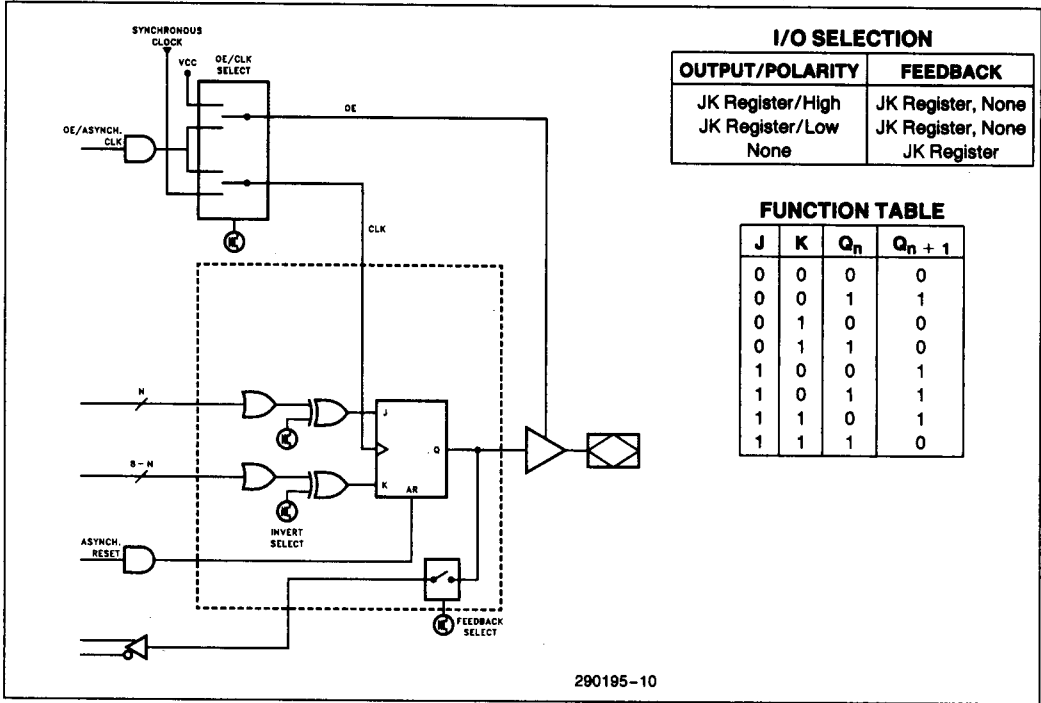 SYNCHRONOUS
CLOCK
VCC
OE/CLK
SELECT
OE
OE/ASYNCH.
CLK
CLK
N
8-N
J
Q
K
AR
INVERT
SELECT
ASYNCH.
RESET
FEEDBACK
SELECT
I/O SELECTION
OUTPUT/POLARITY FEEDBACK
JK Register/High JK Register, None
JK Register/Low JK Register, None
None JK Register
FUNCTION TABLE
J K Qn Qn + 1
0 0 0 0
0 0 1 1
0 1 0 0
0 1 1 0
1 0 0 1
1 0 1 1
1 1 0 1
1 1 1 0
290195-10